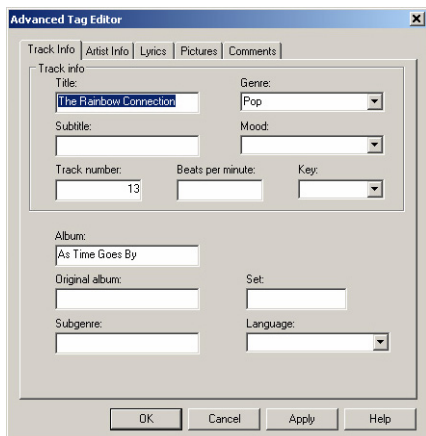 Advanced Tag Editor
Track Info Artist Info Lyrics Pictures Comments
Track info
Title: Genre:
The Rainbow Connection Pop
Subtitle: Mood:
Track number: Beats per minute: Key:
13
Album:
As Time Goes By
Original album: Set:
Subgenre: Language:
OK Cancel Apply Help